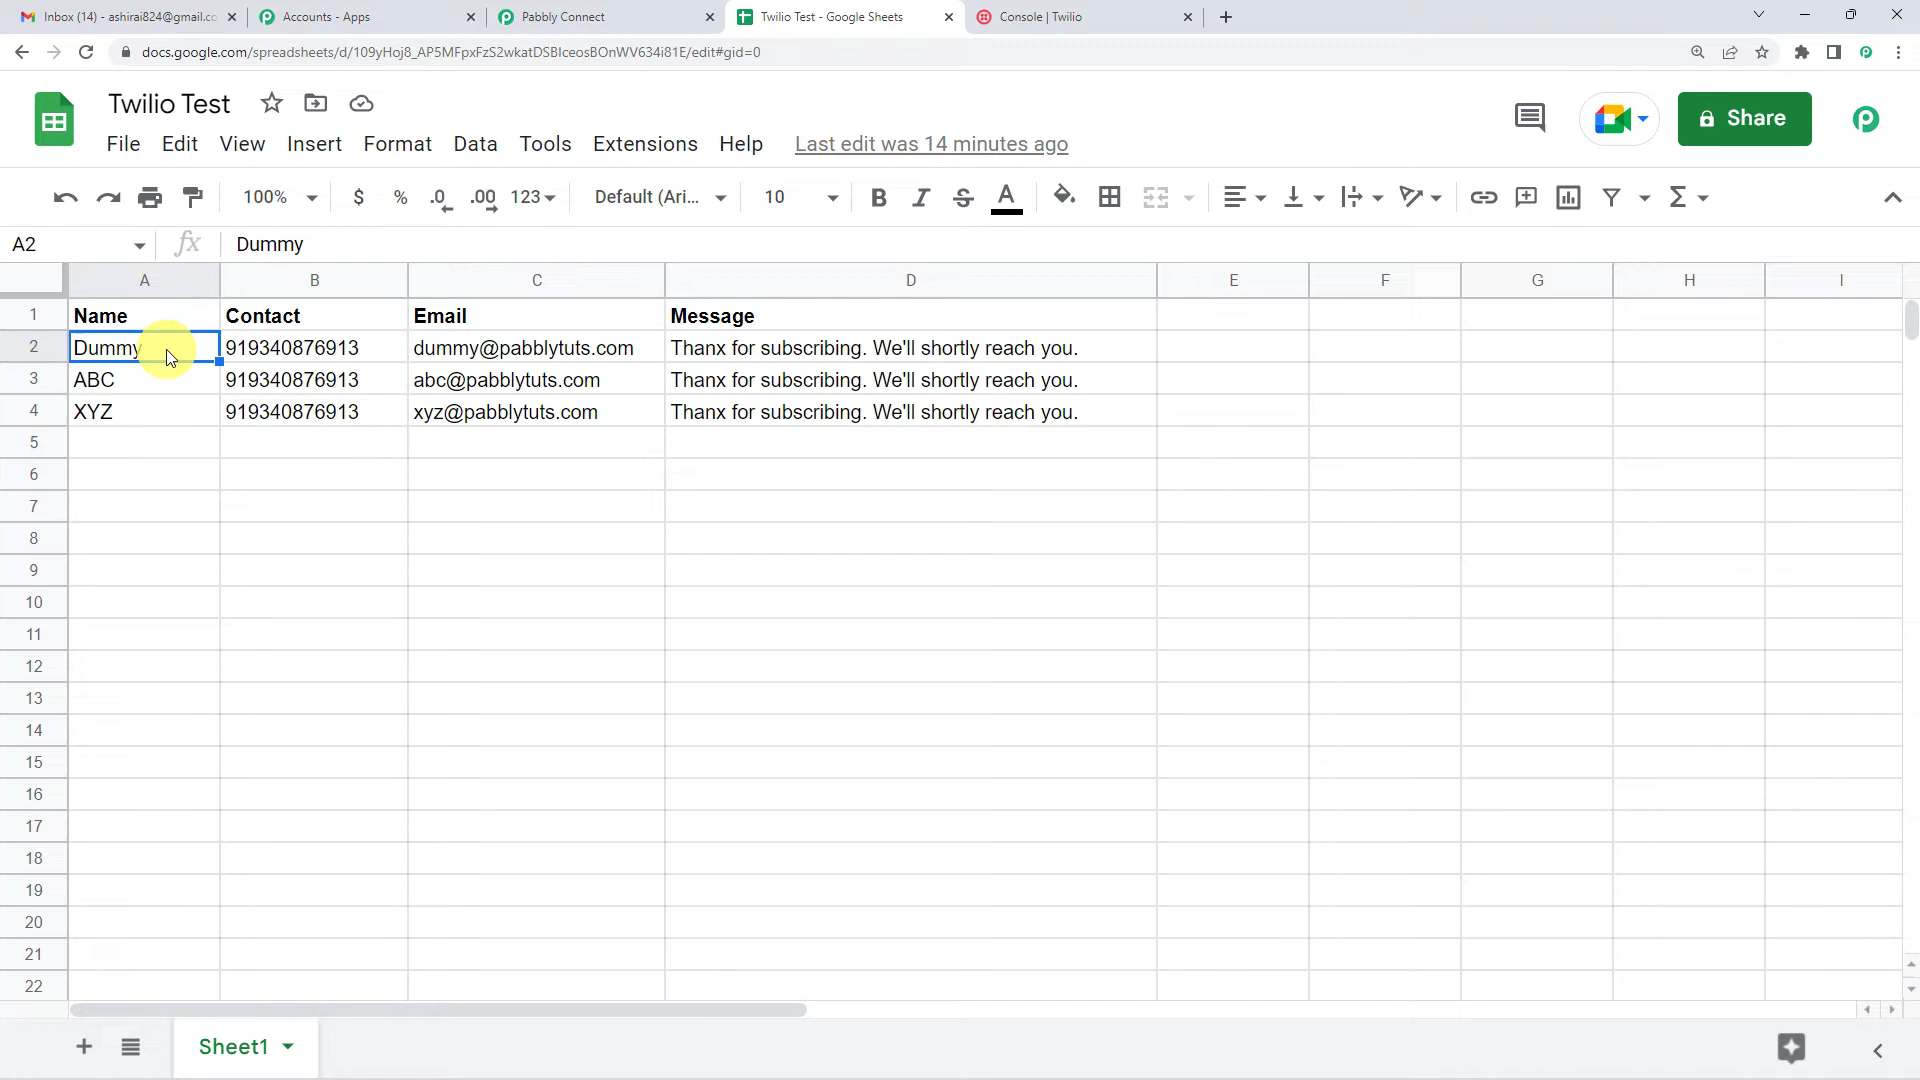 Inbox (14) - ashirai824@gmail.co
Accounts - Apps
Pabbly Connect
Twilio Test - Google Sheets
Console | Twilio
docs.google.com/spreadsheets/d/109yHoj8_AP5MFpxFzS2wkatDSBlceosBOnWV634i81E/edit#gid=0
Twilio Test
Share
File Edit View Insert Format Data Tools Extensions Help Last edit was 14 minutes ago
100% $ % .0 .00 123 Default (Ari... 10 B I S A Σ
A2 fx Dummy
A B C D E F G H I
1 Name Contact Email Message
2 Dummy 919340876913 dummy@pabblytuts.com Thanx for subscribing. We'll shortly reach you.
3 ABC 919340876913 abc@pabblytuts.com Thanx for subscribing. We'll shortly reach you.
4 XYZ 919340876913 xyz@pabblytuts.com Thanx for subscribing. We'll shortly reach you.
5
6
7
8
9
10
11
12
13
14
15
16
17
18
19
20
21
22
Sheet1